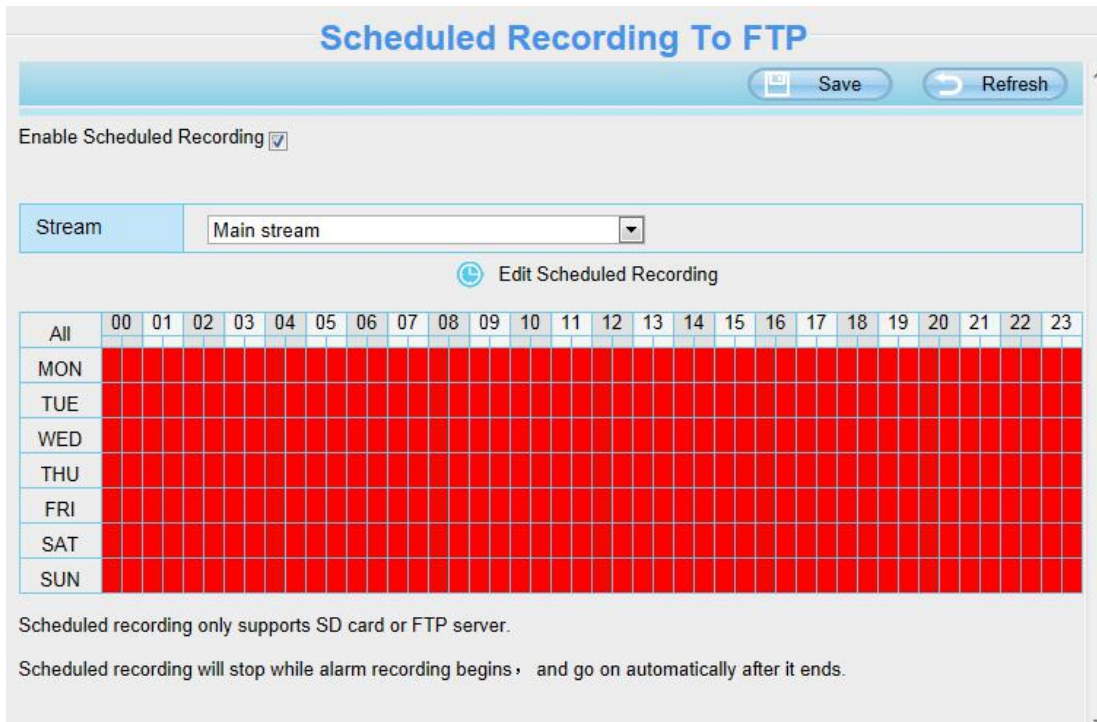 Scheduled Recording To FTP
Save Refresh
Enable Scheduled Recording
Stream Main stream
Edit Scheduled Recording
All 00 01 02 03 04 05 06 07 08 09 10 11 12 13 14 15 16 17 18 19 20 21 22 23
MON
TUE
WED
THU
FRI
SAT
SUN
Scheduled recording only supports SD card or FTP server.
Scheduled recording will stop while alarm recording begins， and go on automatically after it ends.